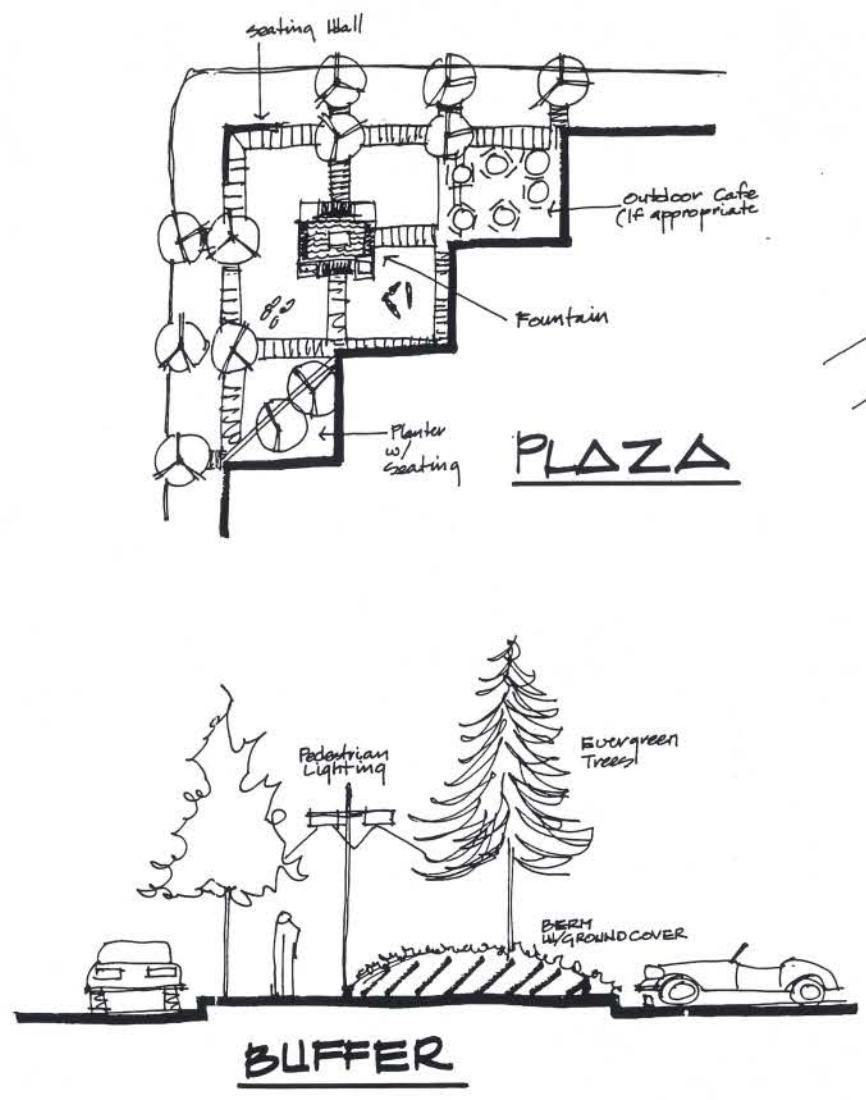 Seating Wall
Outdoor Cafe
(If appropriate
Fountain
Planter
w/
Seating
PLAZA
Pedestrian
Lighting
Evergreen
Trees
BERM
W/GROUNDCOVER
BUFFER